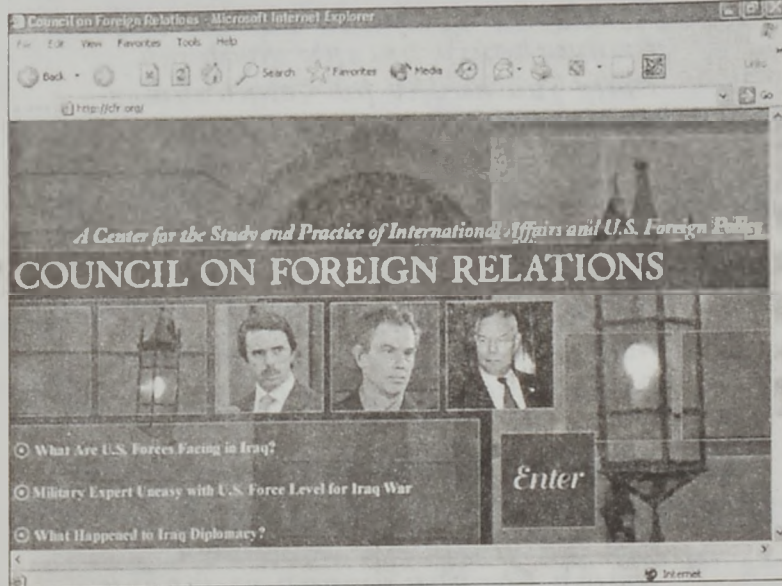 Council on Foreign Relations - Microsoft Internet Explorer
File Edit View Favorites Tools Help
Back Search Favorites Media Links
http://cfr.org/ Go
A Center for the Study and Practice of International Affairs and U.S. Foreign Policy
COUNCIL ON FOREIGN RELATIONS
What Are U.S. Forces Facing in Iraq?
Military Expert Uneasy with U.S. Force Level for Iraq War
Enter
What Happened to Iraq Diplomacy?
Internet